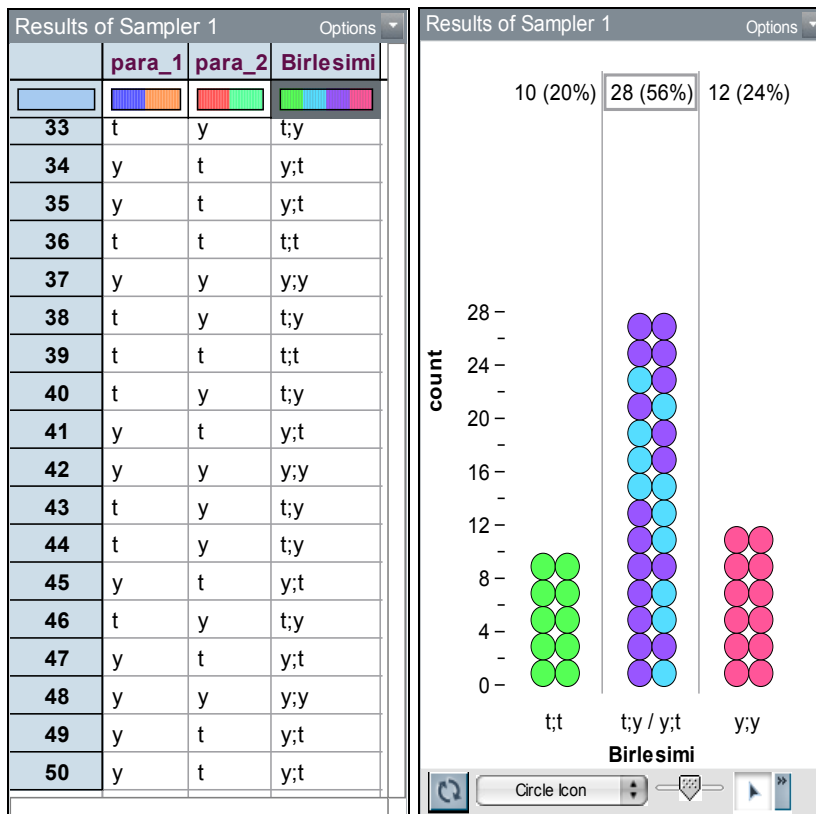 Results of Sampler 1 Options
para_1 para_2 Birlesimi
33 t y t;y
34 y t y;t
35 y t y;t
36 t t t;t
37 y y y;y
38 t y t;y
39 t t t;t
40 t y t;y
41 y t y;t
42 y y y;y
43 t y t;y
44 t y t;y
45 y t y;t
46 t y t;y
47 y t y;t
48 y y y;y
49 y t y;t
50 y t y;t
Results of Sampler 1 Options
10 (20%) 28 (56%) 12 (24%)
count
28
24
20
16
12
8
4
0
t;t t;y / y;t y;y
Birlesimi
Circle Icon